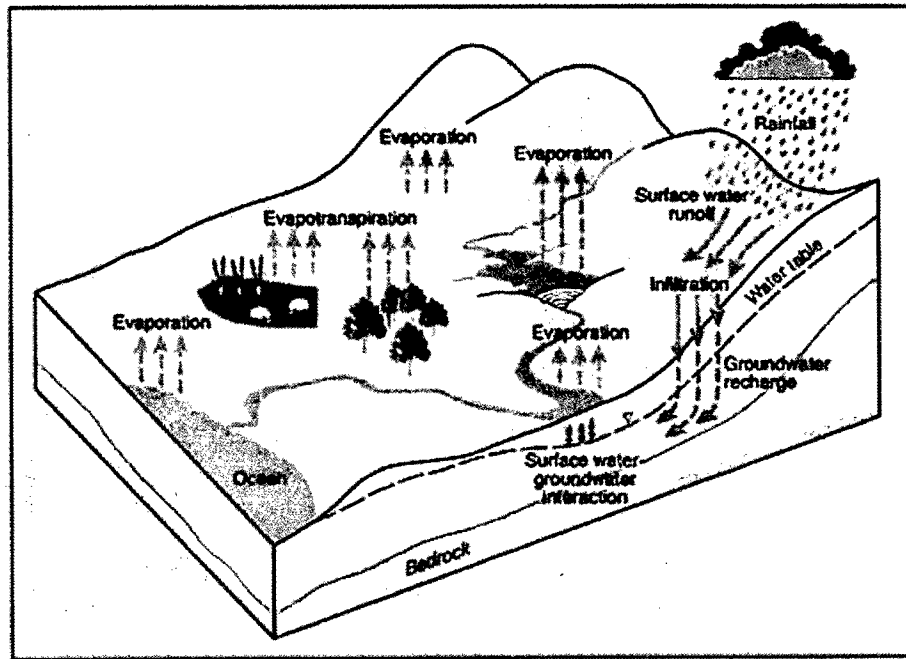 Rainfall
Evaporation
Evaporation
Surface water
runoff
Evapotranspiration
Water table
Infiltration
Evaporation
Evaporation
Groundwater
recharge
Surface water
groundwater
interaction
Ocean
Bedrock